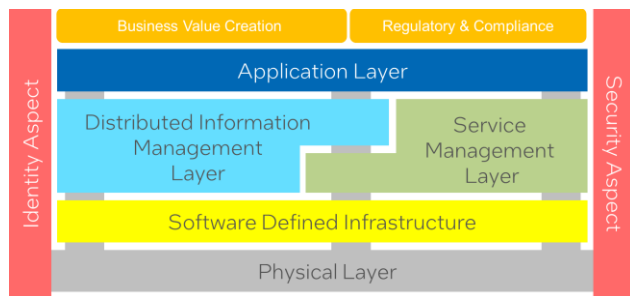 Business Value Creation
Regulatory & Compliance
Identity Aspect
Application Layer
Security Aspect
Distributed Information
Management
Layer
Service
Management
Layer
Software Defined Infrastructure
Physical Layer